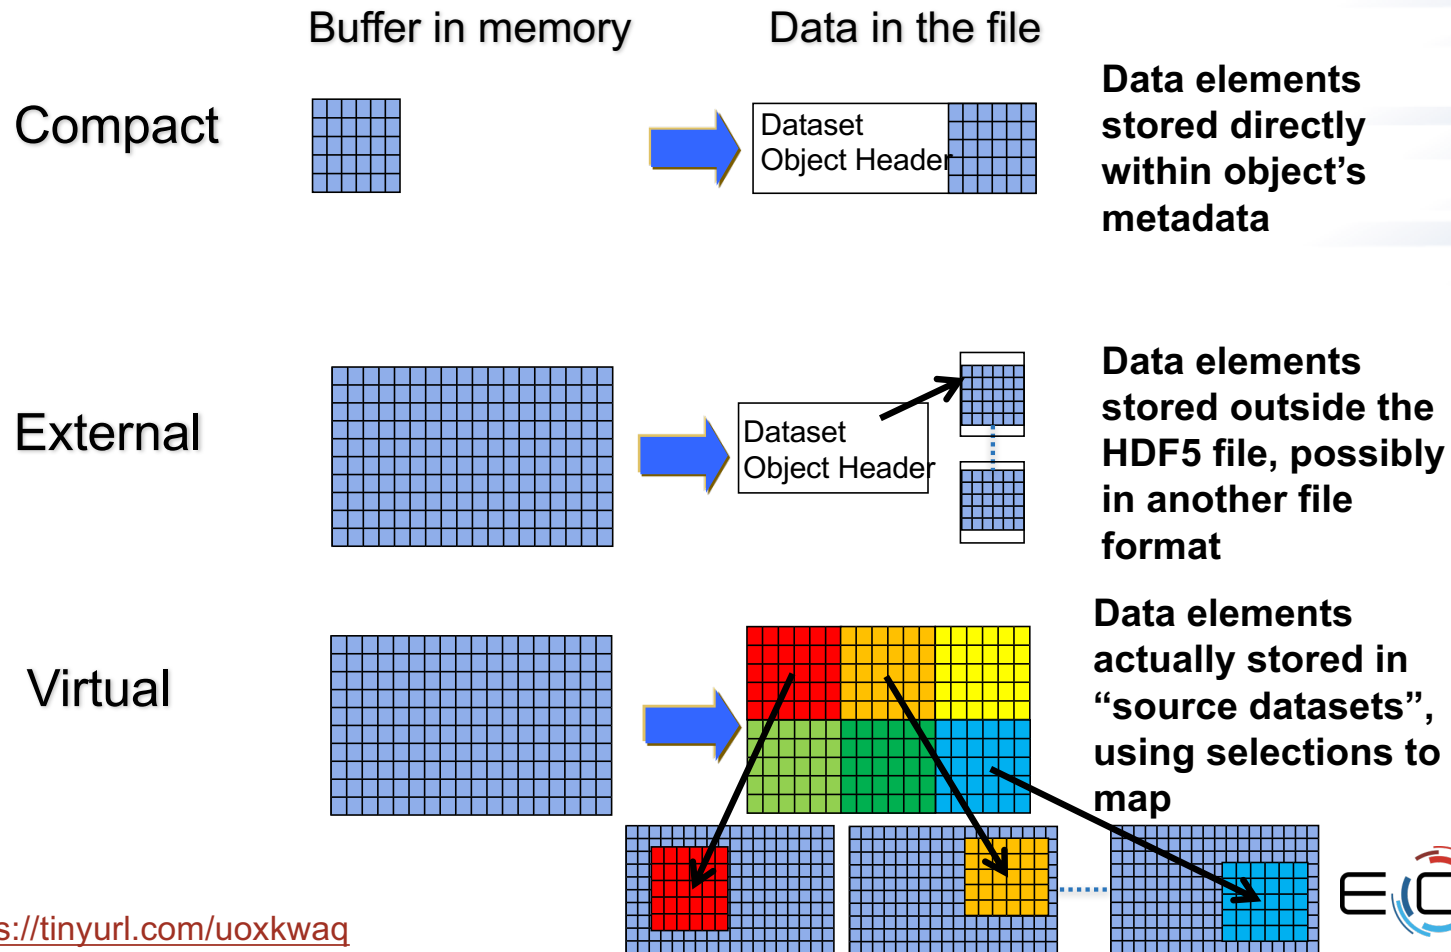 Buffer in memory
Data in the file
Compact
Dataset
Object Header
Data elements
stored directly
within object’s
metadata
External
Dataset
Object Header
Data elements
stored outside the
HDF5 file, possibly
in another file
format
Virtual
Data elements
actually stored in
“source datasets”,
using selections to
map
s://tinyurl.com/uoxkwaq